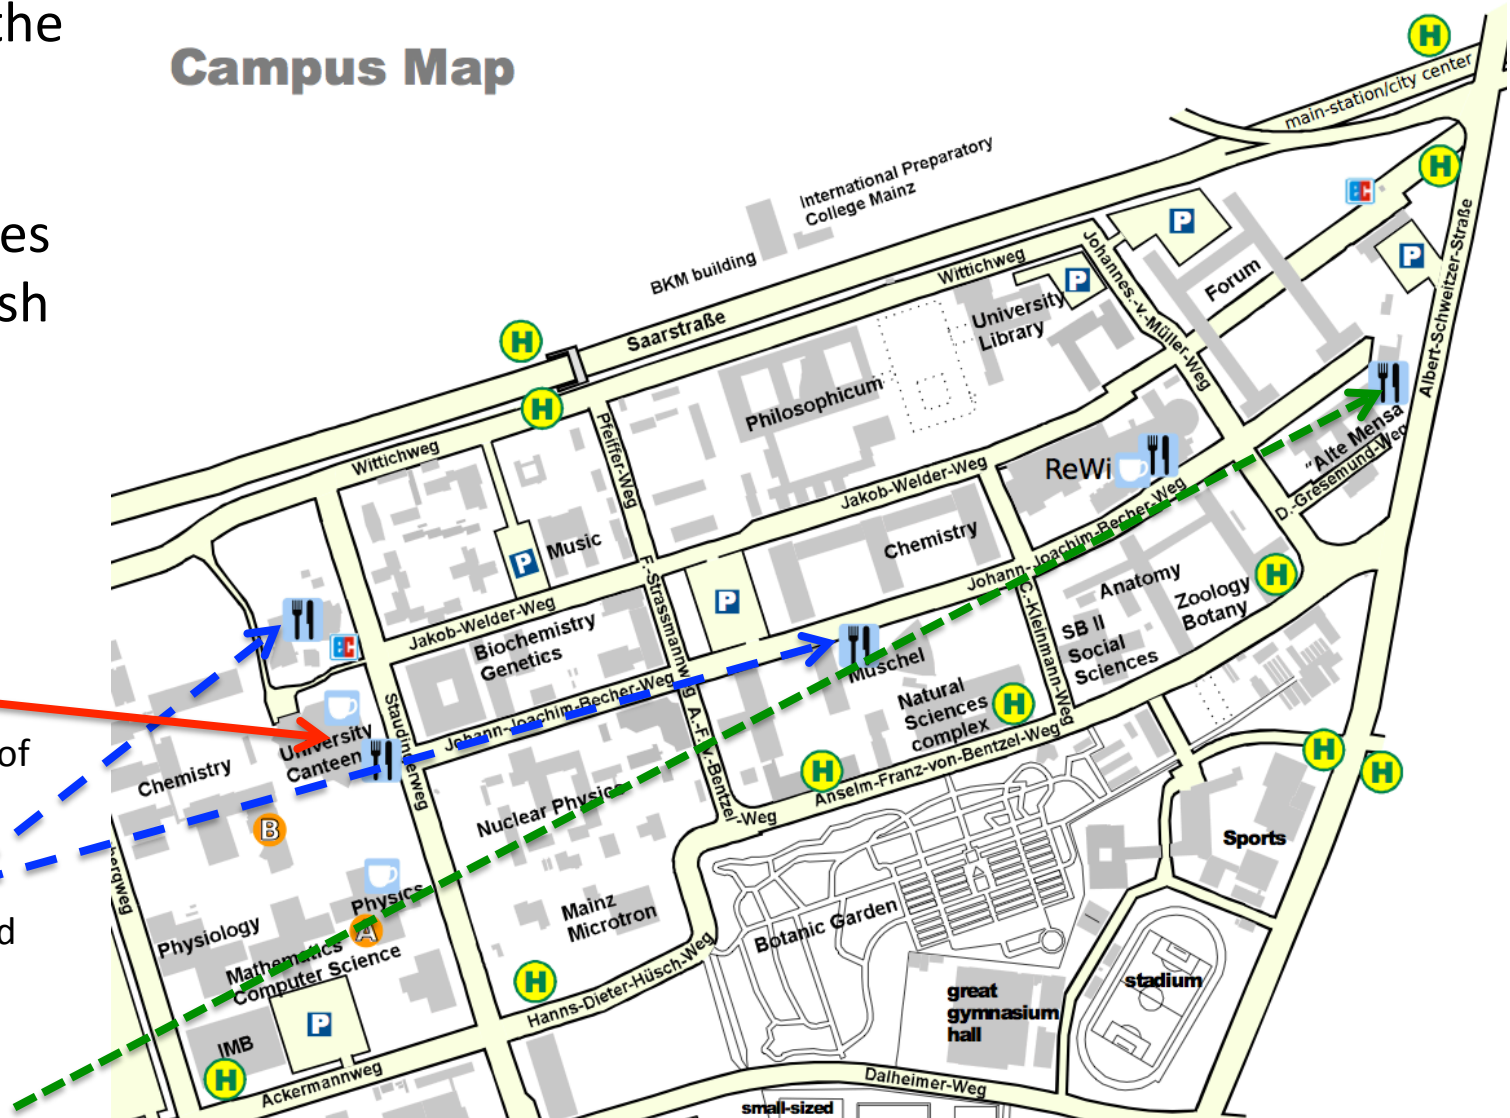 the
Campus Map
es
sh
of
d
H
main-station/city center
H
EC
International Preparatory
College Mainz
P
P
Albert-Schweitzer-Straße
BKM building
Wittichweg
P
Johannes.-v-Müller-Weg
Forum
University
Library
Saarstraße
H
H
Philosophicum
"Alte Mensa
D.-Gresemund-Weg
Wittichweg
Pfeiffer-Weg
Jakob-Welder-Weg
ReWi
Music
P
Chemistry
Johann-Joachim-Becher-Weg
F.-Strassmannweg
Anatomy
Zoology
Botany
H
P
Jakob-Welder-Weg
Biochemistry
Genetics
C.-Kleinmann-Weg
SB II
Social
Sciences
Muschel
EC
Johann-Joachim-Becher-Weg
Natural
Sciences
complex
H
University
Canteen
Staudingerweg
A.-F.-v.-Bentzel-Weg
Chemistry
H
Anselm-Franz-von-Bentzel-Weg
H
H
B
Nuclear Physics
Sports
bergweg
Physics
A
Physiology
Mathematics
Computer Science
Mainz
Microtron
Botanic Garden
H
Hanns-Dieter-Hüsch-Weg
stadium
great
gymnasium
hall
P
IMB
H
Ackermannweg
Dalheimer-Weg
small-sized